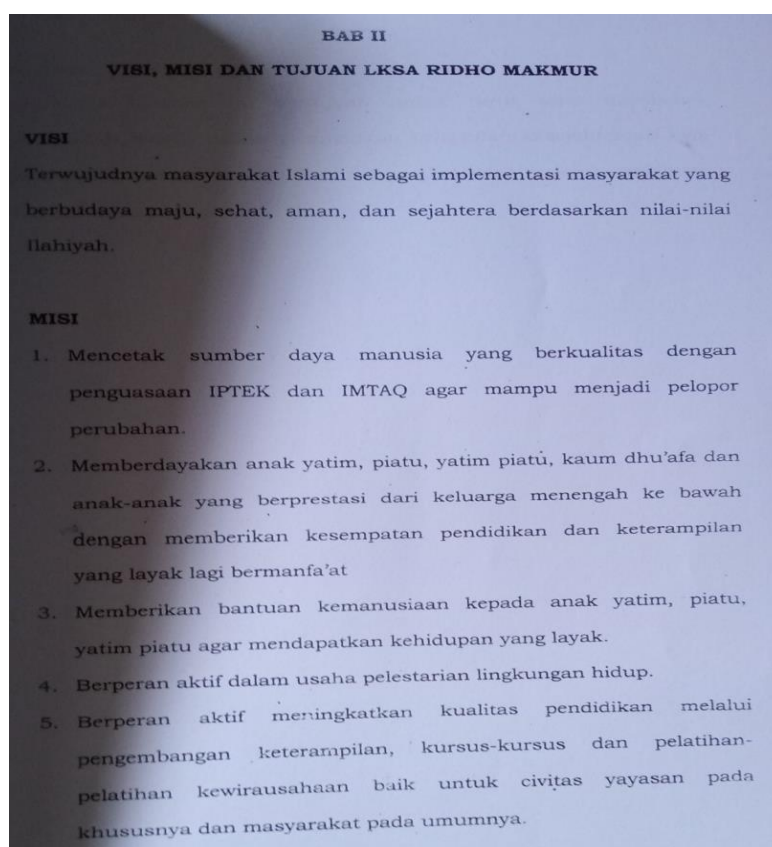 BAB II
VISI, MISI DAN TUJUAN LKSA RIDHO MAKMUR
VISI
Terwujudnya masyarakat Islami sebagai implementasi masyarakat yang
berbudaya maju, sehat, aman, dan sejahtera berdasarkan nilai-nilai
Ilahiyah.
MISI
1. Mencetak sumber daya manusia yang berkualitas dengan
penguasaan IPTEK dan IMTAQ agar mampu menjadi pelopor
perubahan.
2. Memberdayakan anak yatim, piatu, yatim piatu, kaum dhu'afa dan
anak-anak yang berprestasi dari keluarga menengah ke bawah
dengan memberikan kesempatan pendidikan dan keterampilan
yang layak lagi bermanfa'at
3. Memberikan bantuan kemanusiaan kepada anak yatim, piatu,
yatim piatu agar mendapatkan kehidupan yang layak.
4. Berperan aktif dalam usaha pelestarian lingkungan hidup.
5. Berperan aktif meningkatkan kualitas pendidikan melalui
pengembangan keterampilan, kursus-kursus dan pelatihan-
pelatihan kewirausahaan baik untuk civitas yayasan pada
khususnya dan masyarakat pada umumnya.